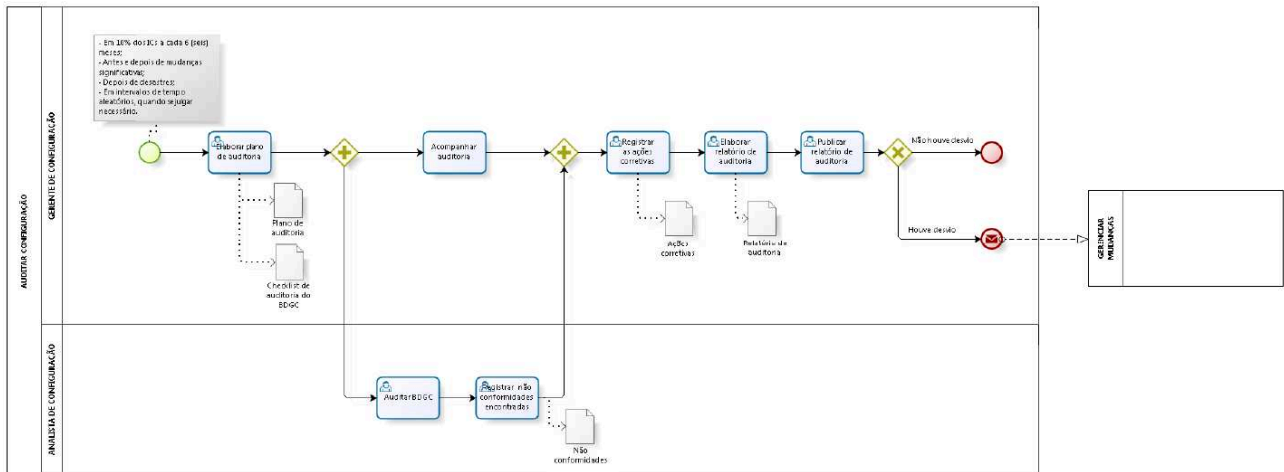 AUDITAR CONFIGURAÇÃO
GERENTE DE CONFIGURAÇÃO
- Em 18% dos ICs a cada 6 (seis)
meses;
- Antes e depois de mudanças
significativas;
- Depois de desastres;
- Em intervalos de tempo
aleatórios, quando se julgar
necessário.
Elaborar plano
de auditoria
Plano de
auditoria
Checklist de
auditoria do
BDGC
Acompanhar
auditoria
Registrar
as ações
corretivas
Ações
corretivas
Elaborar
relatório de
auditoria
Relatório de
auditoria
Publicar
relatório de
auditoria
Não houve desvio
Houve desvio
GERENCIAR
MUDANÇAS
ANALISTA DE CONFIGURAÇÃO
Auditar BDGC
Registrar não
conformidades
encontradas
Não
conformidades